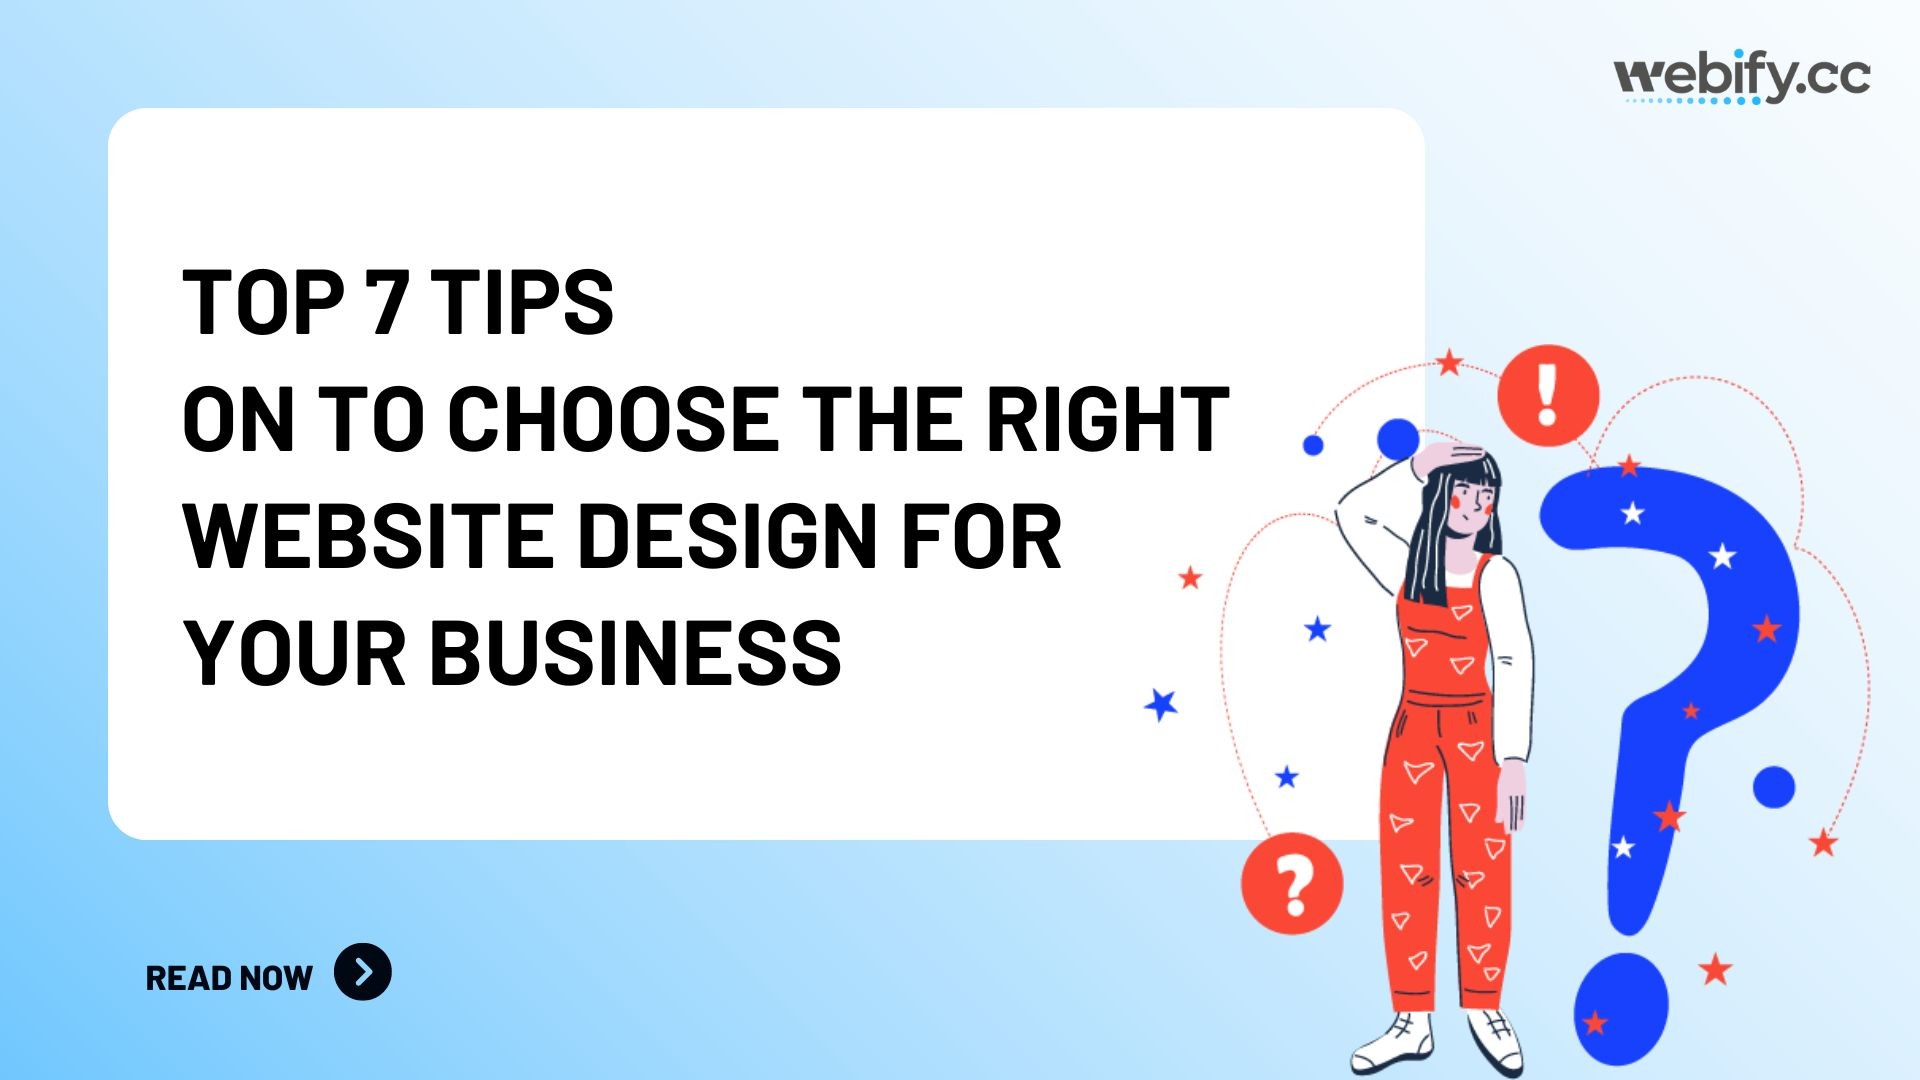 webify.cc
TOP 7 TIPS
ON TO CHOOSE THE RIGHT
WEBSITE DESIGN FOR
YOUR BUSINESS
!
?
READ NOW